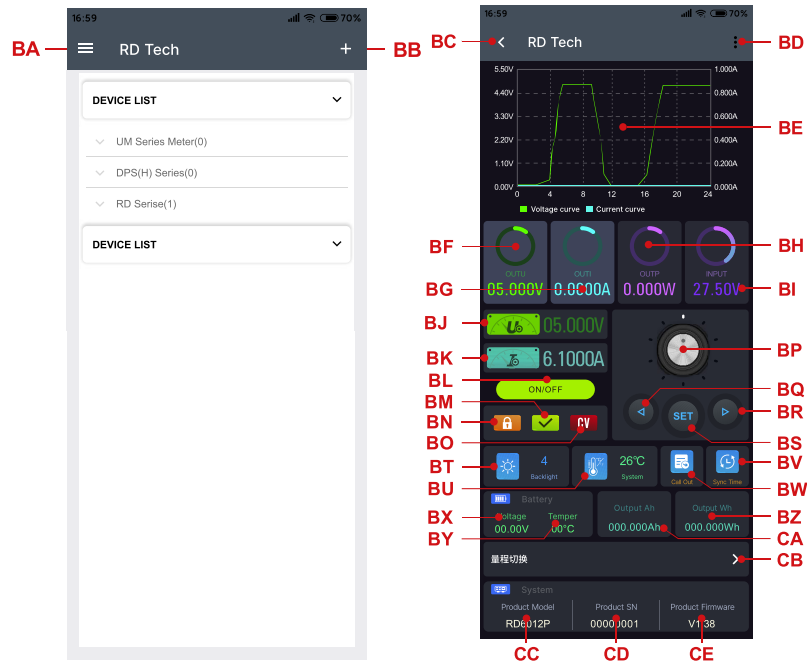 16:59
70%
BA
RD Tech
+
BB
DEVICE LIST
UM Series Meter(0)
DPS(H) Series(0)
RD Serise(1)
DEVICE LIST
16:59
70%
BC
RD Tech
BD
5.50V
4.40V
3.30V
2.20V
1.10V
0.00V
1.000A
0.800A
0.600A
0.400A
0.200A
0.000A
0 4 8 12 16 20 24
Voltage curve Current curve
BE
BF
BG
BH
BI
OUTU OUTI OUTP INPUT
05.000V 0.0000A 0.000W 27.50V
BJ
Uo 05.000V
BK
Io 6.1000A
BL
ON/OFF
BM
BN
BO
CV
BP
BQ
BR
SET
BS
BT
4
Backlight
BU
26°C
System
Call Out
Sync Time
BV
BW
Battery
BX
Voltage Temper
BY
00.00V 00°C
Output Ah
000.000Ah
Output Wh
000.000Wh
BZ
CA
量程切换
CB
System
Product Model Product SN Product Firmware
RD6012P 00000001 V1.38
CC CD CE